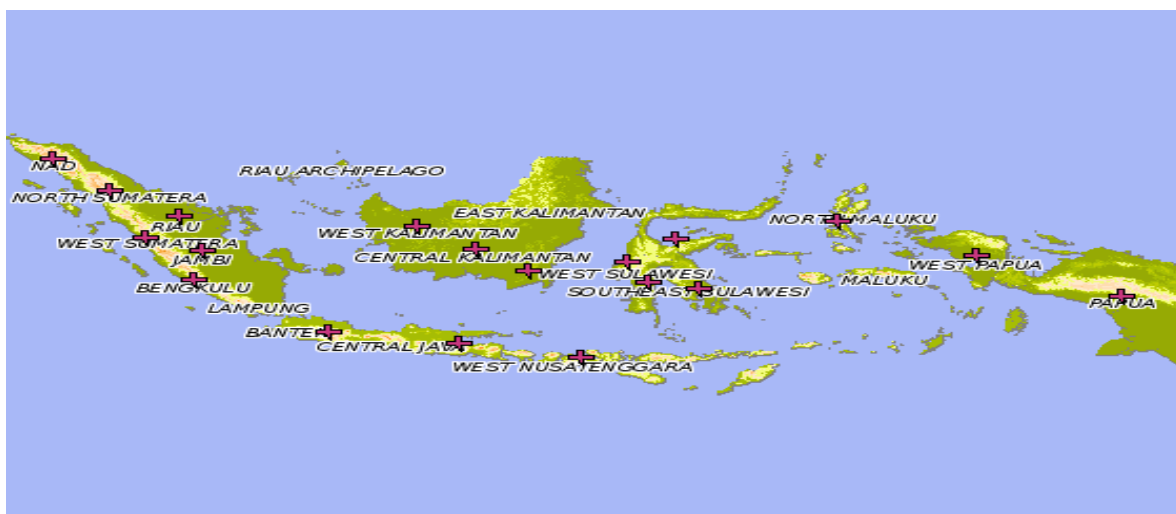 NAD
RIAU ARCHIPELAGO
NORTH SUMATERA
EAST KALIMANTAN
NORTH MALUKU
RIAU
WEST KALIMANTAN
WEST SUMATERA
JAMBI
CENTRAL KALIMANTAN
WEST PAPUA
WEST SULAWESI
MALUKU
BENGKULU
SOUTHEAST SULAWESI
LAMPUNG
PAPUA
BANTEN
CENTRAL JAVA
WEST NUSATENGGARA